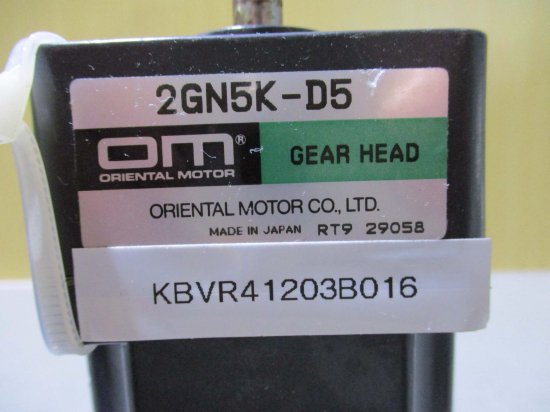 2GN5K-D5
om®
ORIENTAL MOTOR
GEAR HEAD
ORIENTAL MOTOR CO., LTD.
MADE IN JAPAN RT9 29058
KBVR41203B016